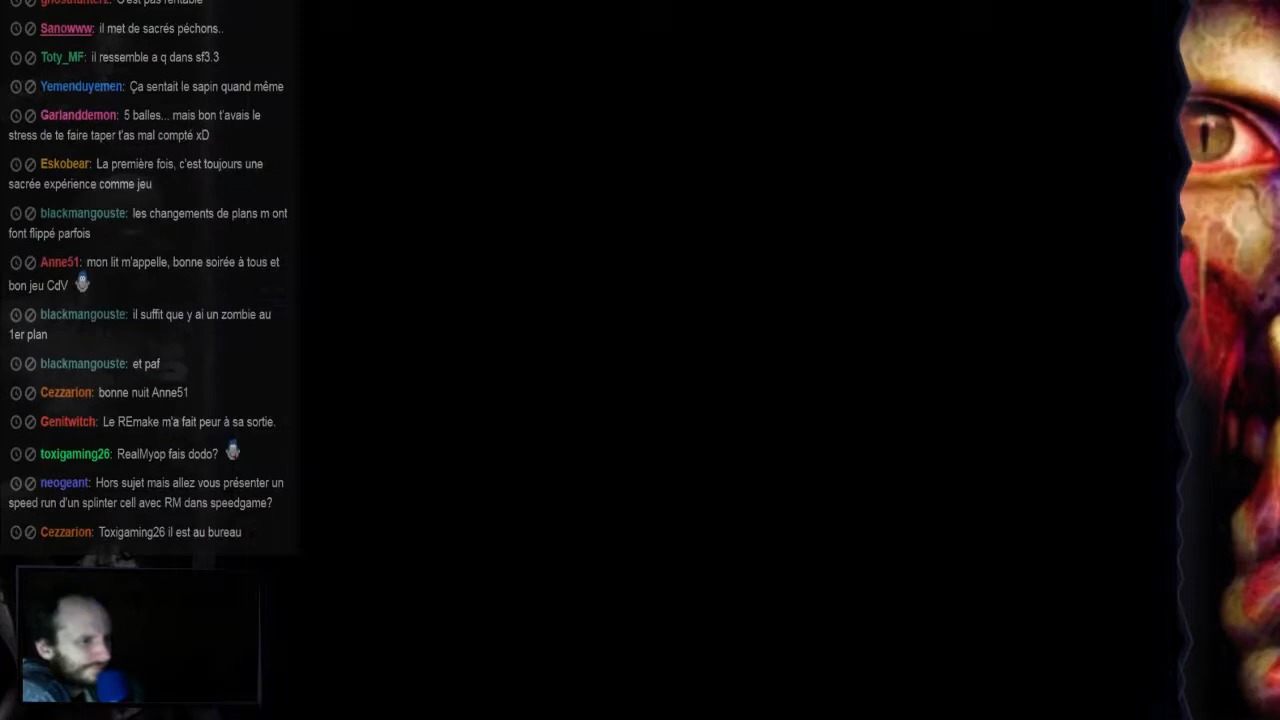 ghosthunterz: C'est pas rentable
Sanowww: il met de sacrés péchons..
Toty_MF: il ressemble a q dans sf3.3
Yemenduyemen: Ça sentait le sapin quand même
Garlanddemon: 5 balles... mais bon t'avais le
stress de te faire taper t'as mal compté xD
Eskobear: La première fois, c'est toujours une
sacrée expérience comme jeu
blackmangouste: les changements de plans m ont
font flippé parfois
Anne51: mon lit m'appelle, bonne soirée à tous et
bon jeu CdV
blackmangouste: il suffit que y ai un zombie au
1er plan
blackmangouste: et paf
Cezzarion: bonne nuit Anne51
Genitwitch: Le REmake m'a fait peur à sa sortie.
toxigaming26: RealMyop fais dodo?
neogeant: Hors sujet mais allez vous présenter un
speed run d'un splinter cell avec RM dans speedgame?
Cezzarion: Toxigaming26 il est au bureau